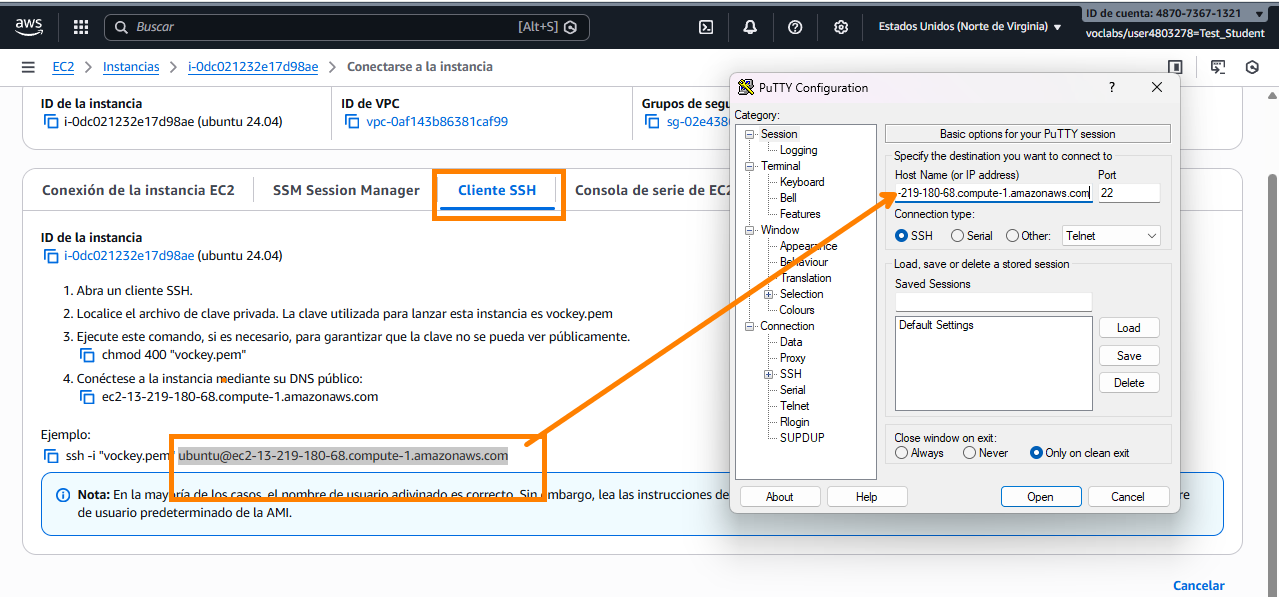 aws
Buscar
[Alt+S]
Estados Unidos (Norte de Virginia)
ID de cuenta: 4870-7367-1321
voclabs/user4803278=Test_Student
EC2
Instancias
i-0dc021232e17d98ae
Conectarse a la instancia
ID de la instancia
i-0dc021232e17d98ae (ubuntu 24.04)
ID de VPC
vpc-0af143b86381caf99
Grupos de segu
sg-02e438
Conexión de la instancia EC2
SSM Session Manager
Cliente SSH
Consola de serie de EC2
ID de la instancia
i-0dc021232e17d98ae (ubuntu 24.04)
1. Abra un cliente SSH.
2. Localice el archivo de clave privada. La clave utilizada para lanzar esta instancia es vockey.pem
3. Ejecute este comando, si es necesario, para garantizar que la clave no se pueda ver públicamente.
chmod 400 "vockey.pem"
4. Conéctese a la instancia mediante su DNS público:
ec2-13-219-180-68.compute-1.amazonaws.com
Ejemplo:
ssh -i "vockey.pem" ubuntu@ec2-13-219-180-68.compute-1.amazonaws.com
Nota: En la mayoría de los casos, el nombre de usuario adivinado es correcto. Sin embargo, lea las instrucciones de
re
de usuario predeterminado de la AMI.
Cancelar
PuTTY Configuration
?
Category:
Session
Logging
Terminal
Keyboard
Bell
Features
Window
Appearance
Behaviour
Translation
Selection
Colours
Connection
Data
Proxy
SSH
Serial
Telnet
Rlogin
SUPDUP
Basic options for your PuTTY session
Specify the destination you want to connect to
Host Name (or IP address)
Port
-219-180-68.compute-1.amazonaws.com
22
Connection type:
SSH
Serial
Other:
Telnet
Load, save or delete a stored session
Saved Sessions
Default Settings
Load
Save
Delete
Close window on exit:
Always
Never
Only on clean exit
About
Help
Open
Cancel